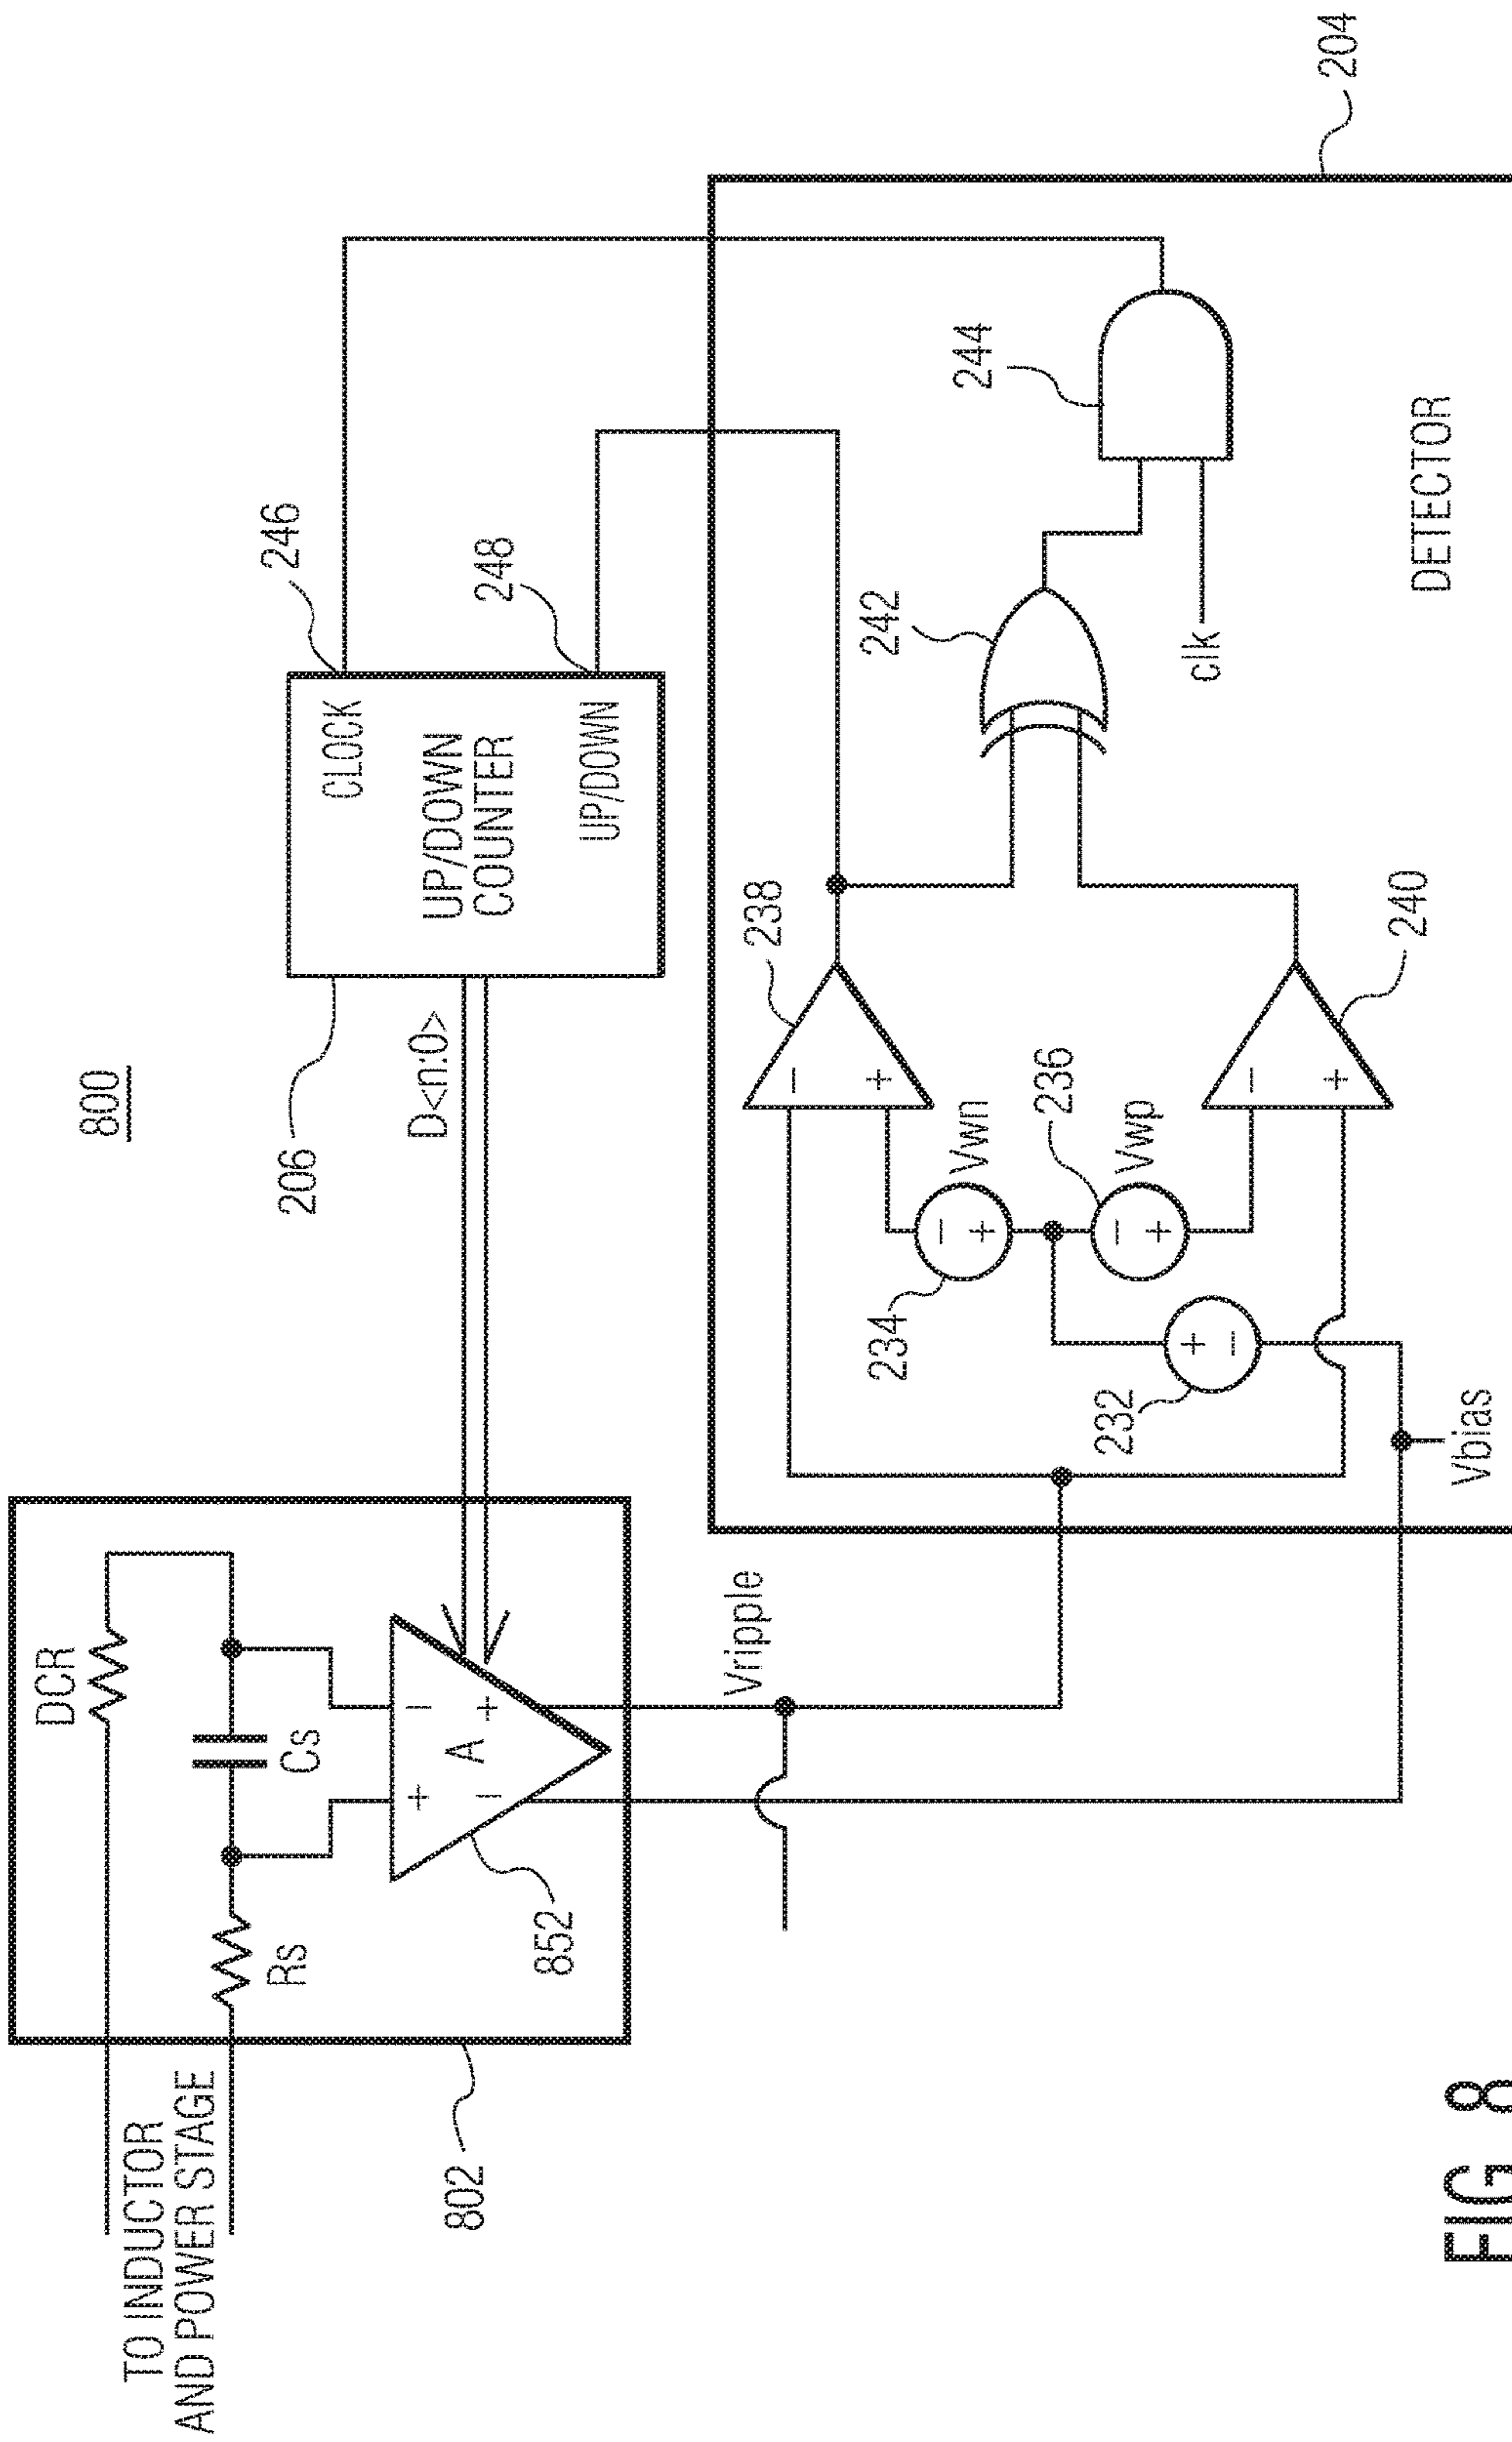 800
TO INDUCTOR
AND POWER STAGE
DCR
Rs
Cs
+
−
A
−
+
852
802
D<n:0>
206
CLOCK
UP/DOWN
COUNTER
UP/DOWN
246
248
Vripple
Vbias
232
+
−
234
−
+
Vwn
236
−
+
Vwp
238
−
+
240
−
+
242
clk
244
DETECTOR
204
FIG. 8